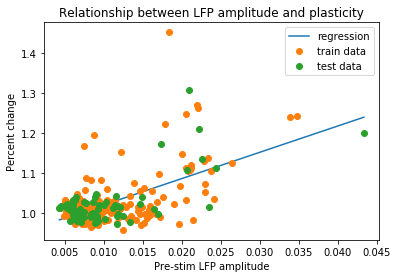 Relationship between LFP amplitude and plasticity
regression
train data
test data
Percent change
1.4
1.3
1.2
1.1
1.0
0.005 0.010 0.015 0.020 0.025 0.030 0.035 0.040 0.045
Pre-stim LFP amplitude